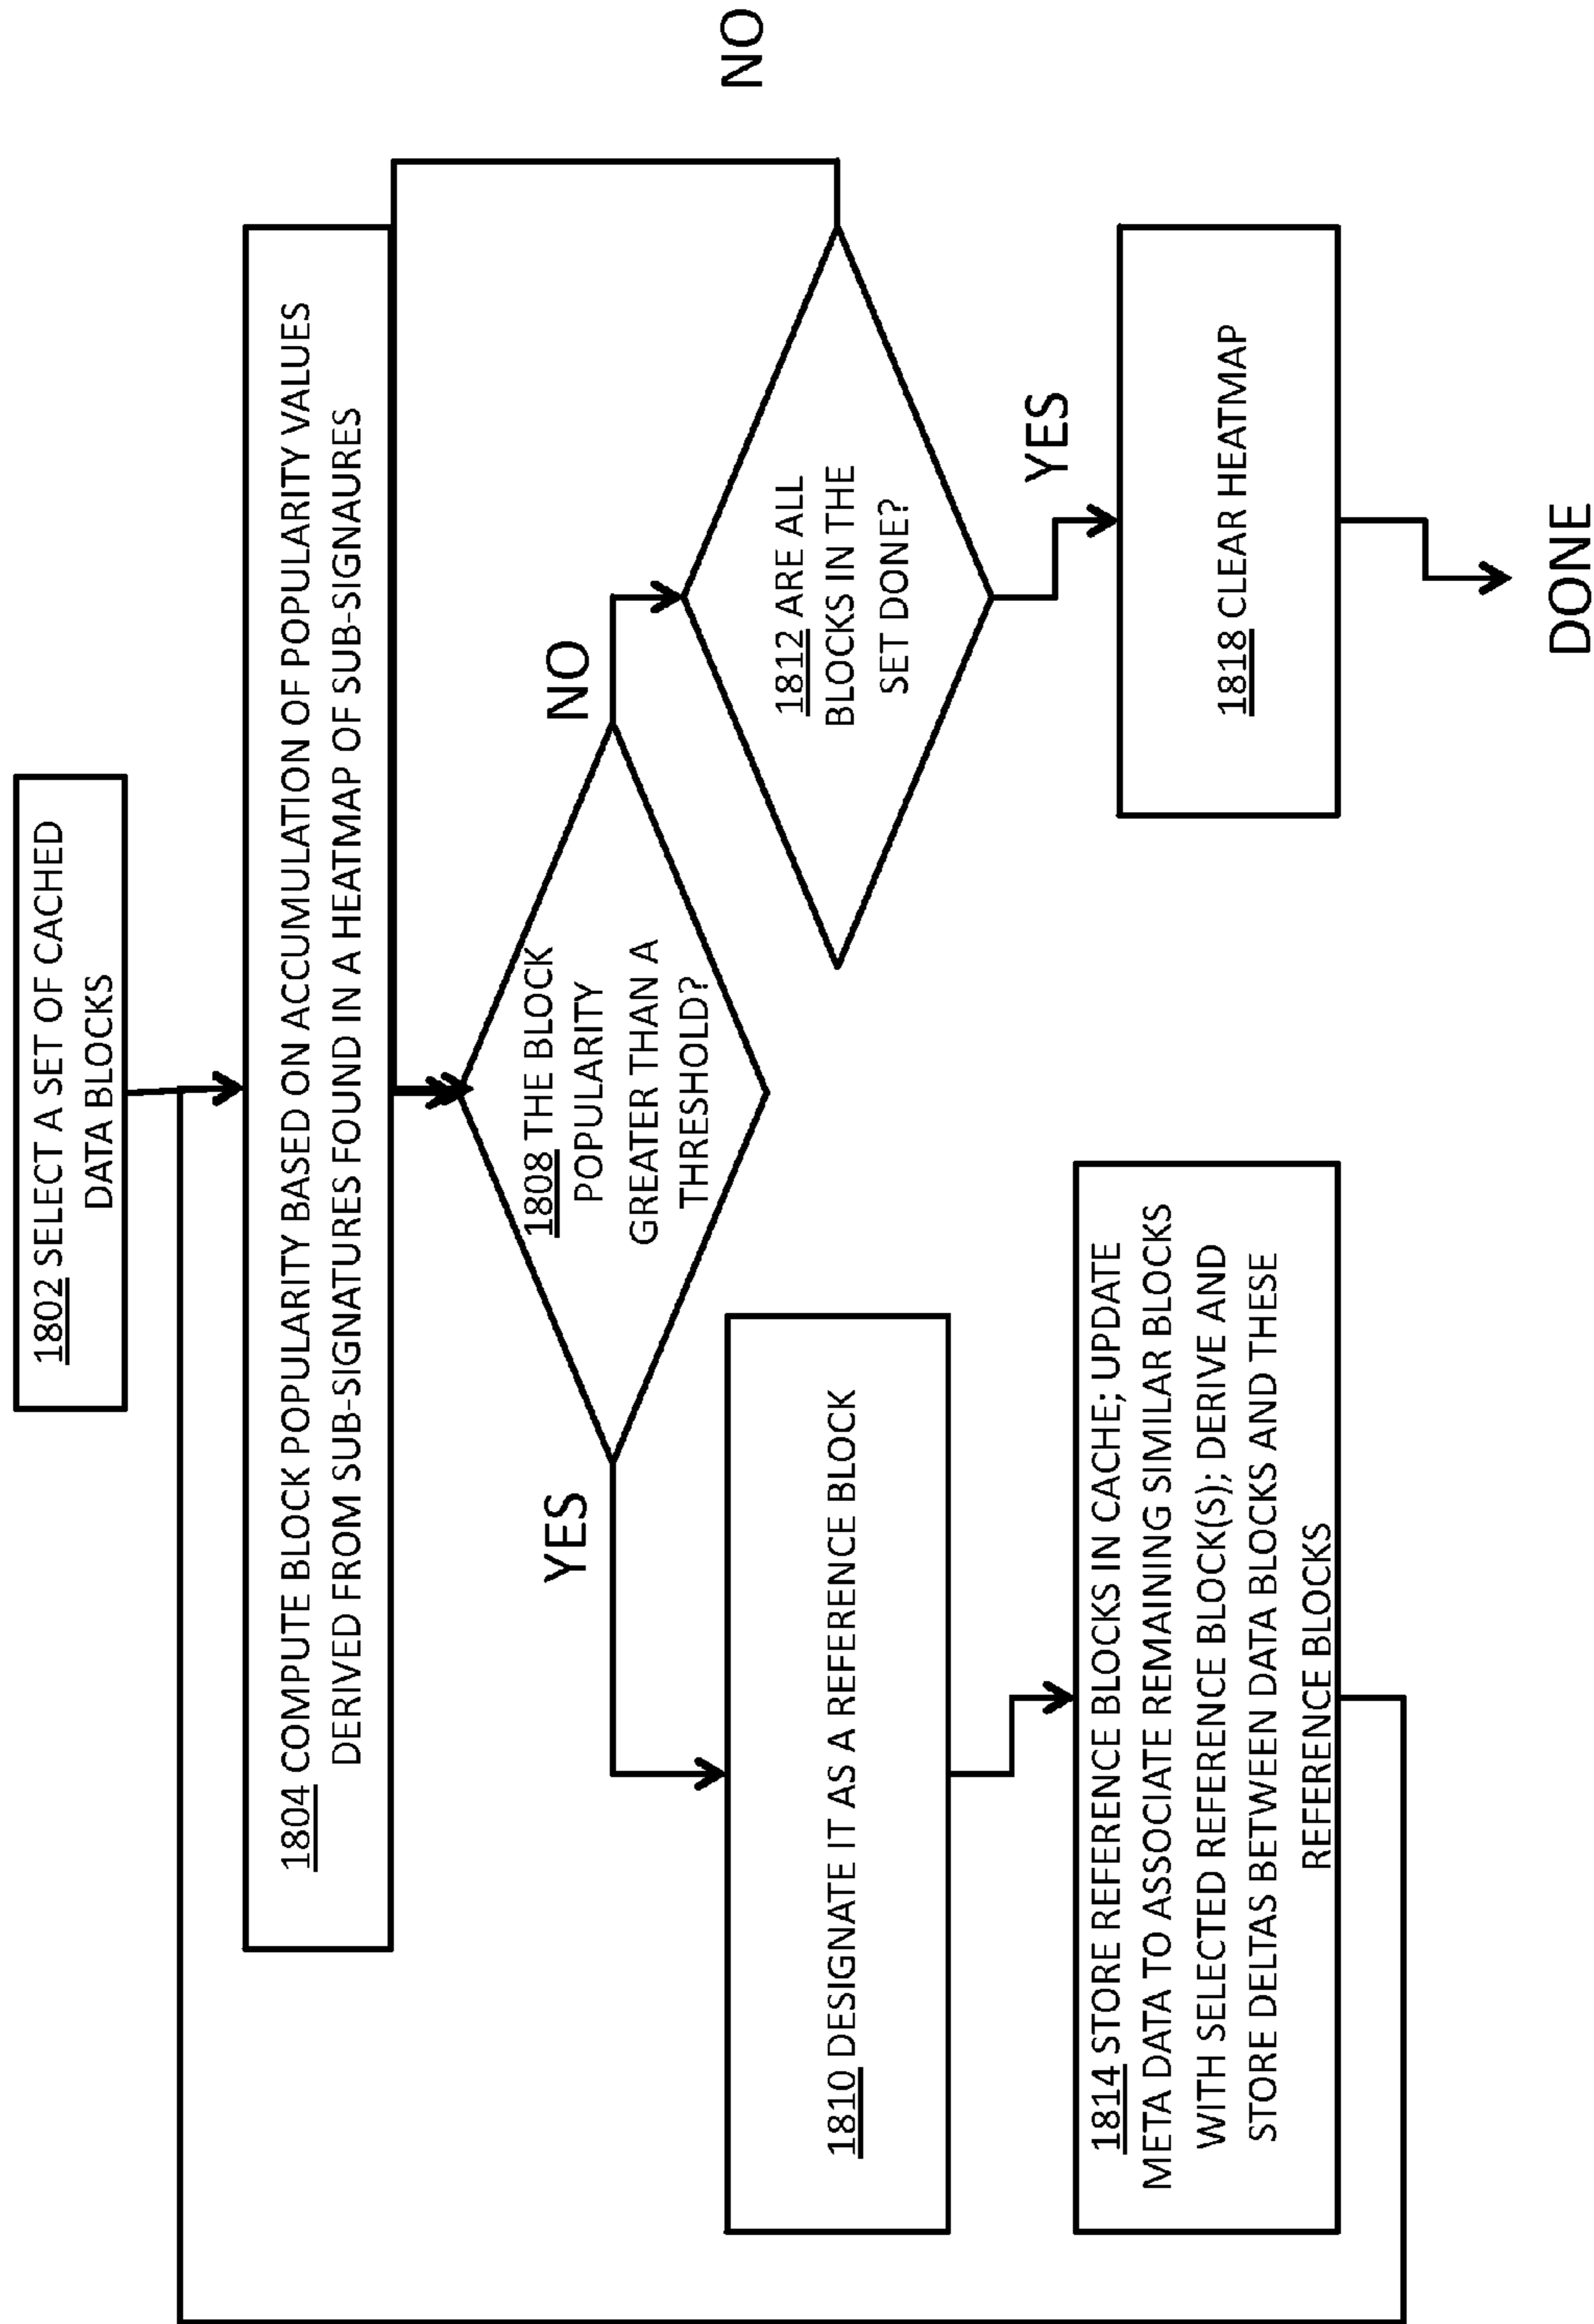 1802 SELECT A SET OF CACHED
DATA BLOCKS
1804 COMPUTE BLOCK POPULARITY BASED ON ACCUMULATION OF POPULARITY VALUES
DERIVED FROM SUB-SIGNATURES FOUND IN A HEATMAP OF SUB-SIGNAURES
1808 THE BLOCK
POPULARITY
GREATER THAN A
THRESHOLD?
YES
NO
1810 DESIGNATE IT AS A REFERENCE BLOCK
1814 STORE REFERENCE BLOCKS IN CACHE; UPDATE
META DATA TO ASSOCIATE REMAINING SIMILAR BLOCKS
WITH SELECTED REFERENCE BLOCK(S); DERIVE AND
STORE DELTAS BETWEEN DATA BLOCKS AND THESE
REFERENCE BLOCKS
1812 ARE ALL
BLOCKS IN THE
SET DONE?
NO
YES
1818 CLEAR HEATMAP
DONE